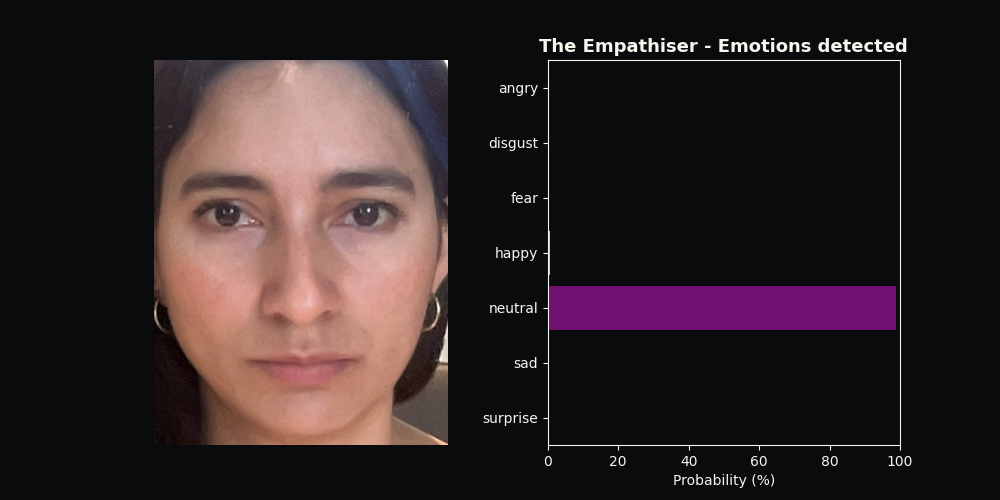 The Empathiser - Emotions detected
angry
disgust
fear
happy
neutral
sad
surprise
0 20 40 60 80 100
Probability (%)